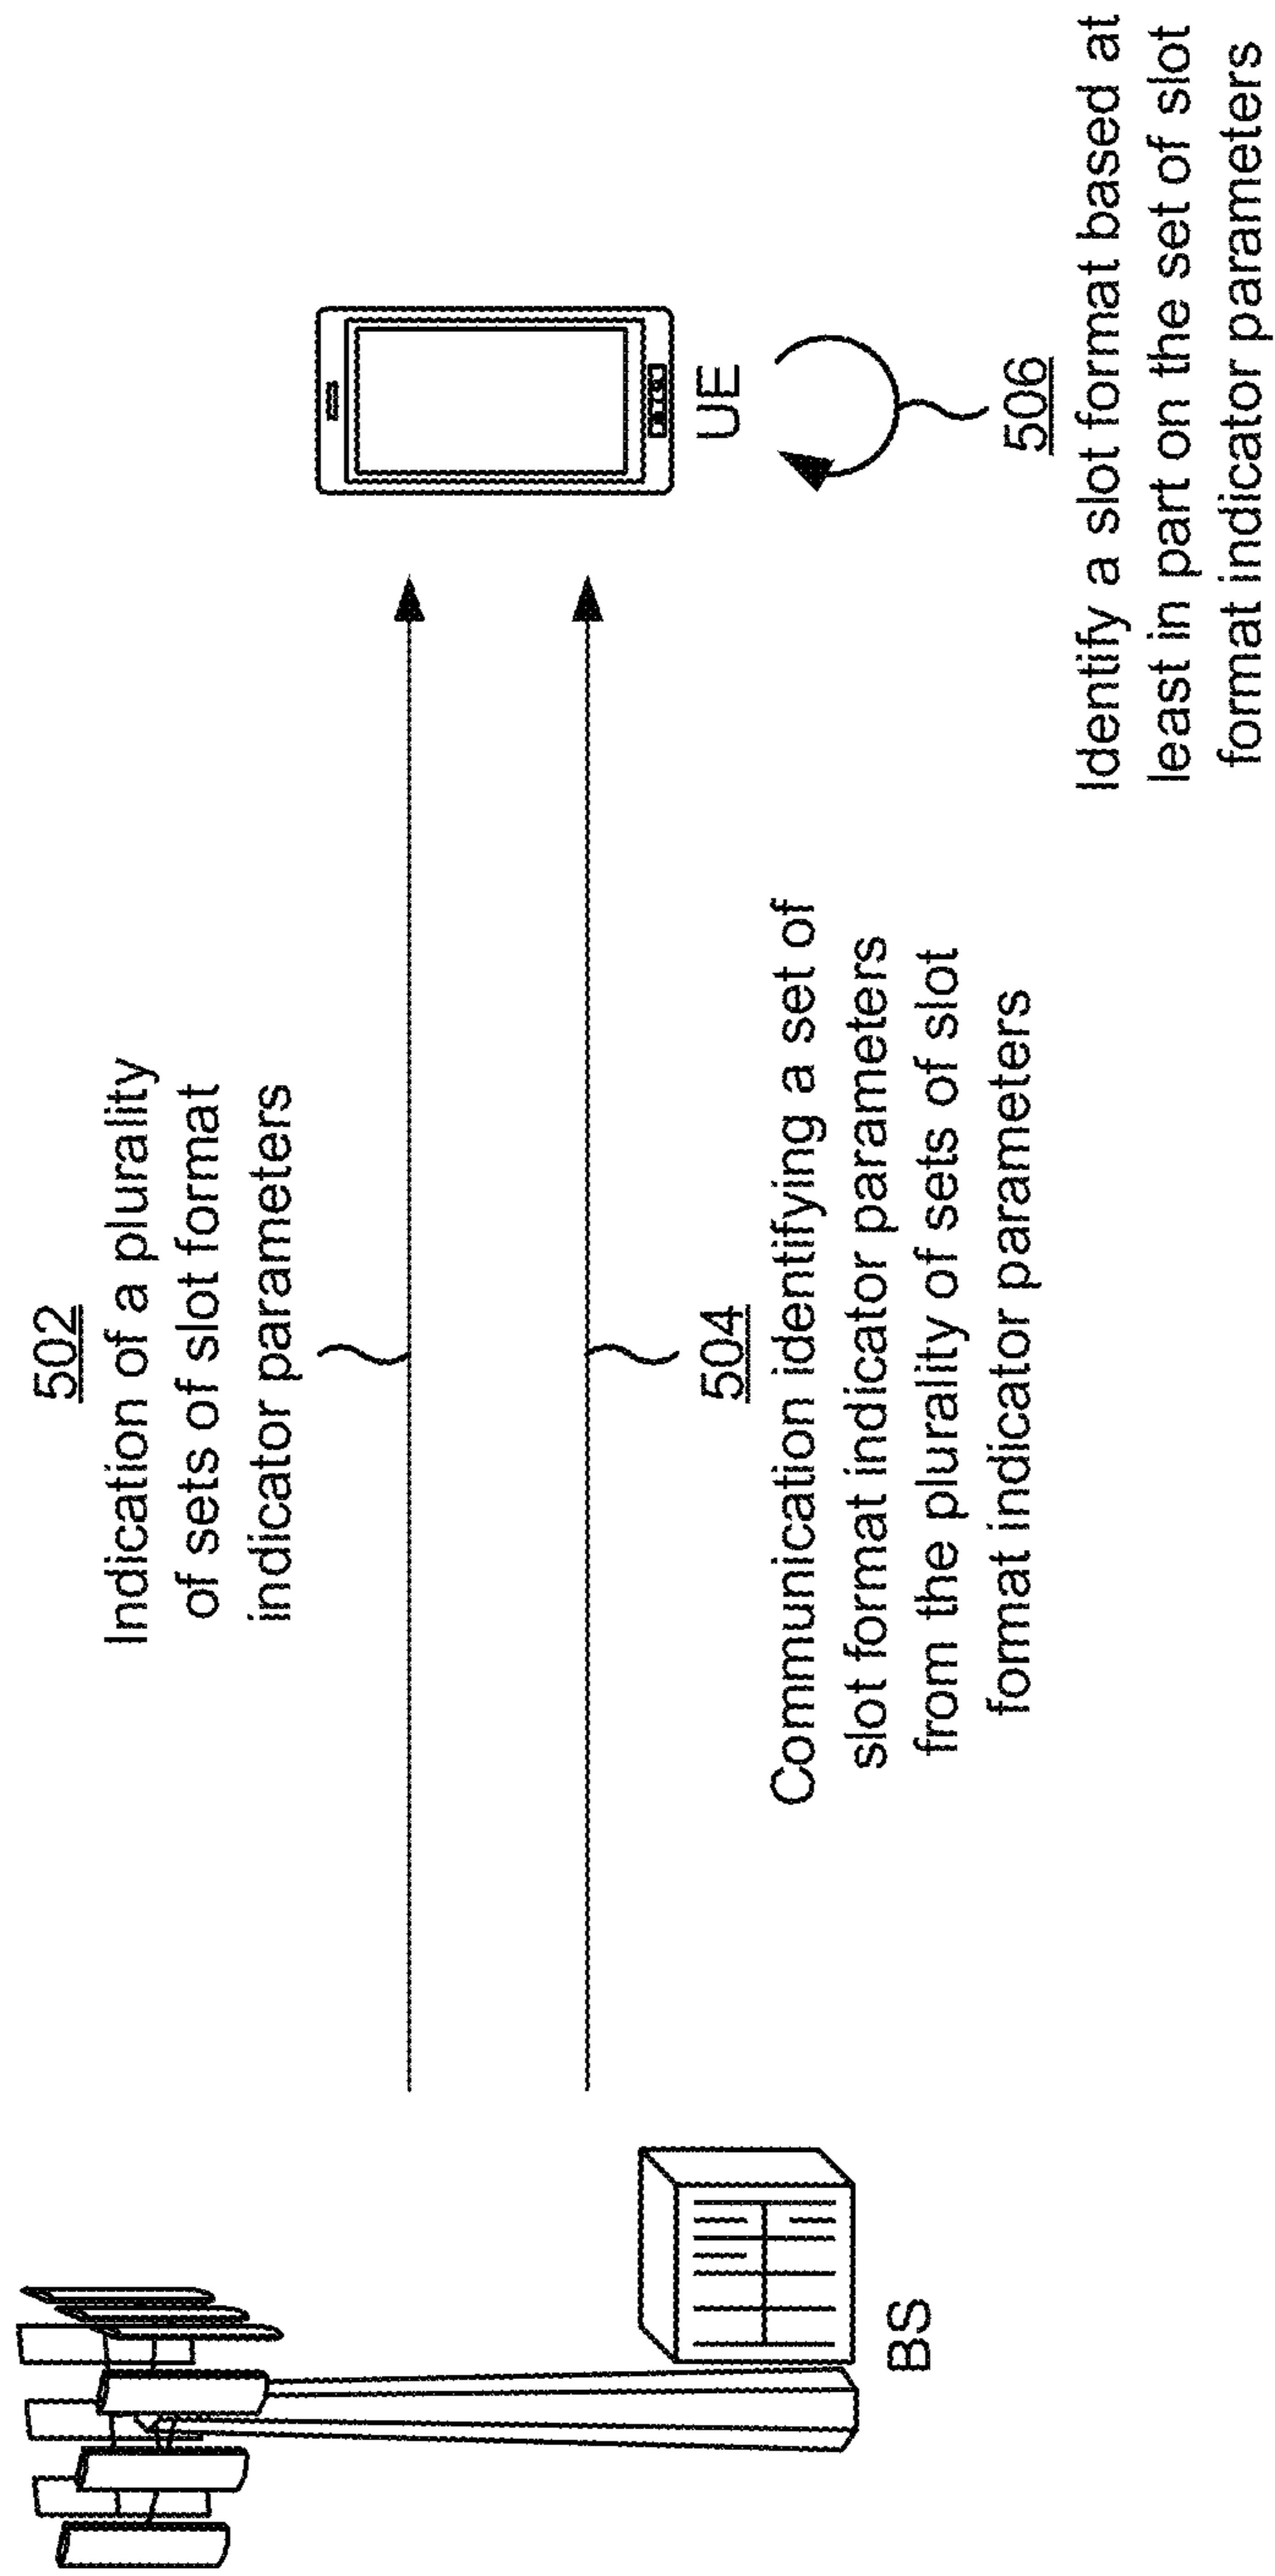 502
Indication of a plurality
of sets of slot format
indicator parameters
504
Communication identifying a set of
slot format indicator parameters
from the plurality of sets of slot
format indicator parameters
BS
UE
506
Identify a slot format based at
least in part on the set of slot
format indicator parameters